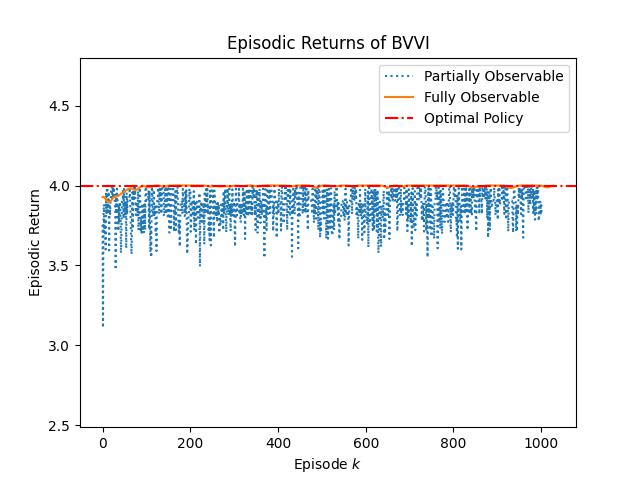 Episodic Returns of BVVI
Partially Observable
Fully Observable
Optimal Policy
4.5
4.0
3.5
3.0
2.5
Episodic Return
0 200 400 600 800 1000
Episode k